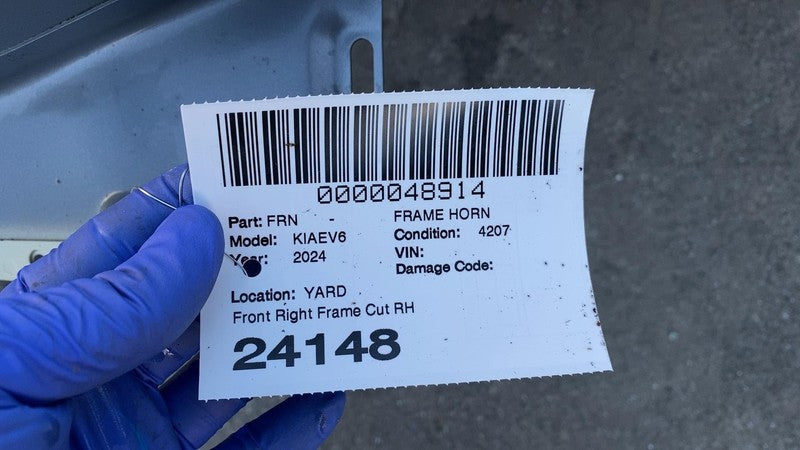 0000048914
Part: FRN - FRAME HORN
Model: KIAEV6 Condition: 4207
Year: 2024 VIN:
Damage Code:
Location: YARD
Front Right Frame Cut RH
24148